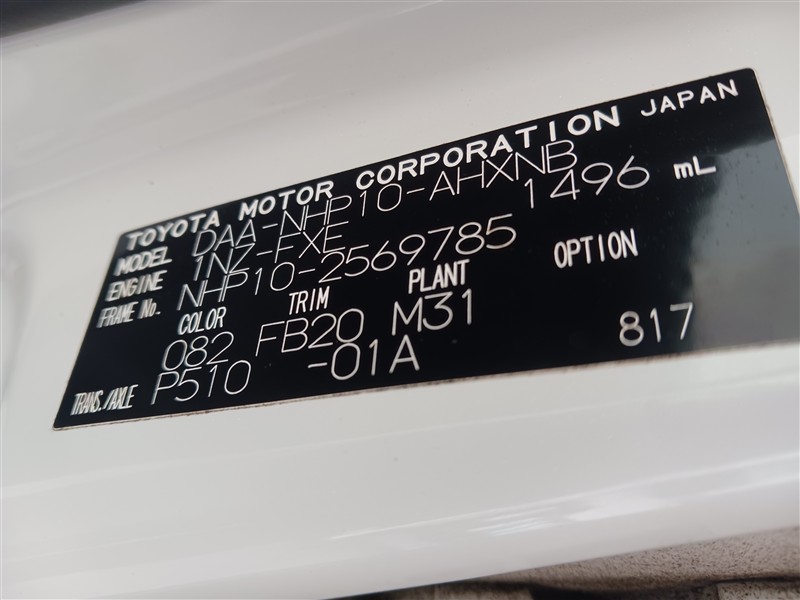 TOYOTA MOTOR CORPORATION JAPAN
MODEL DAA-NHP10-AHXNB
ENGINE 1NZ-FXE 1496 mL
FRAME No. NHP10-2569785
COLOR TRIM PLANT OPTION
082 FB20 M31
TRANS./AXLE P510 -01A 817